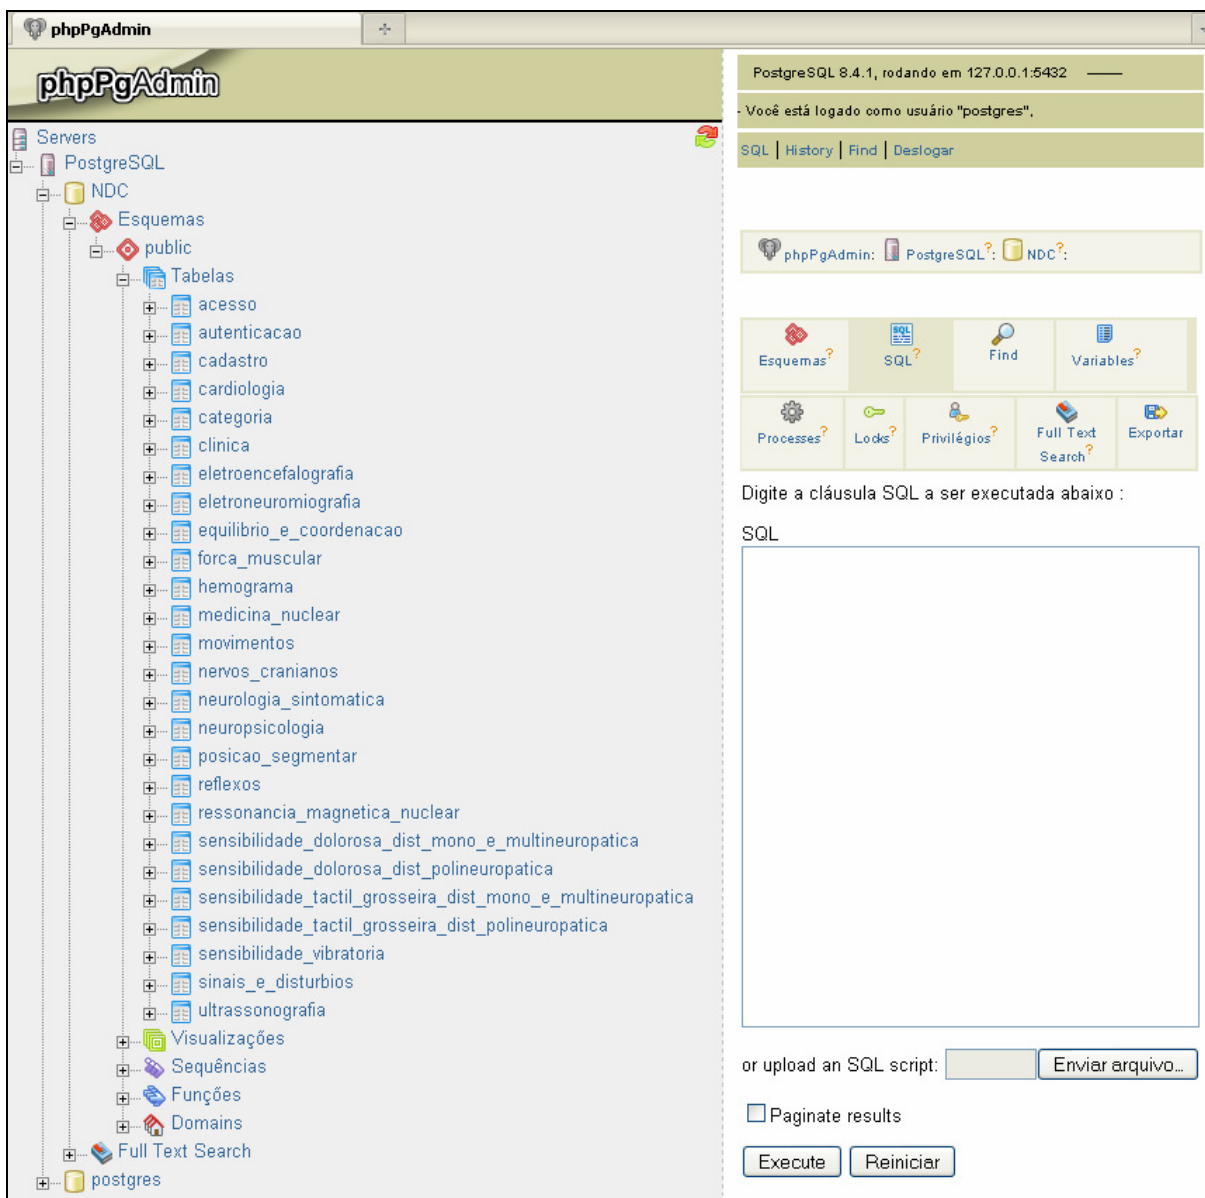 phpPgAdmin
phpPgAdmin
Servers
PostgreSQL
NDC
Esquemas
public
Tabelas
acesso
autenticacao
cadastro
cardiologia
categoria
clinica
eletroencefalografia
eletroneuromiografia
equilibrio_e_coordenacao
forca_muscular
hemograma
medicina_nuclear
movimentos
nervos_cranianos
neurologia_sintomatica
neuropsicologia
posicao_segmentar
reflexos
ressonancia_magnetica_nuclear
sensibilidade_dolorosa_dist_mono_e_multineuropatica
sensibilidade_dolorosa_dist_polineuropatica
sensibilidade_tactil_grosseira_dist_mono_e_multineuropatica
sensibilidade_tactil_grosseira_dist_polineuropatica
sensibilidade_vibratoria
sinais_e_disturbios
ultrassonografia
Visualizações
Sequências
Funções
Domains
Full Text Search
postgres
PostgreSQL 8.4.1, rodando em 127.0.0.1:5432 ——
- Você está logado como usuário "postgres",
SQL | History | Find | Deslogar
phpPgAdmin: PostgreSQL?: NDC?:
Esquemas? SQL? Find Variables?
Processes? Locks? Privilégios? Full Text Search? Exportar
Digite a cláusula SQL a ser executada abaixo :
SQL
or upload an SQL script: Enviar arquivo...
Paginate results
Execute Reiniciar